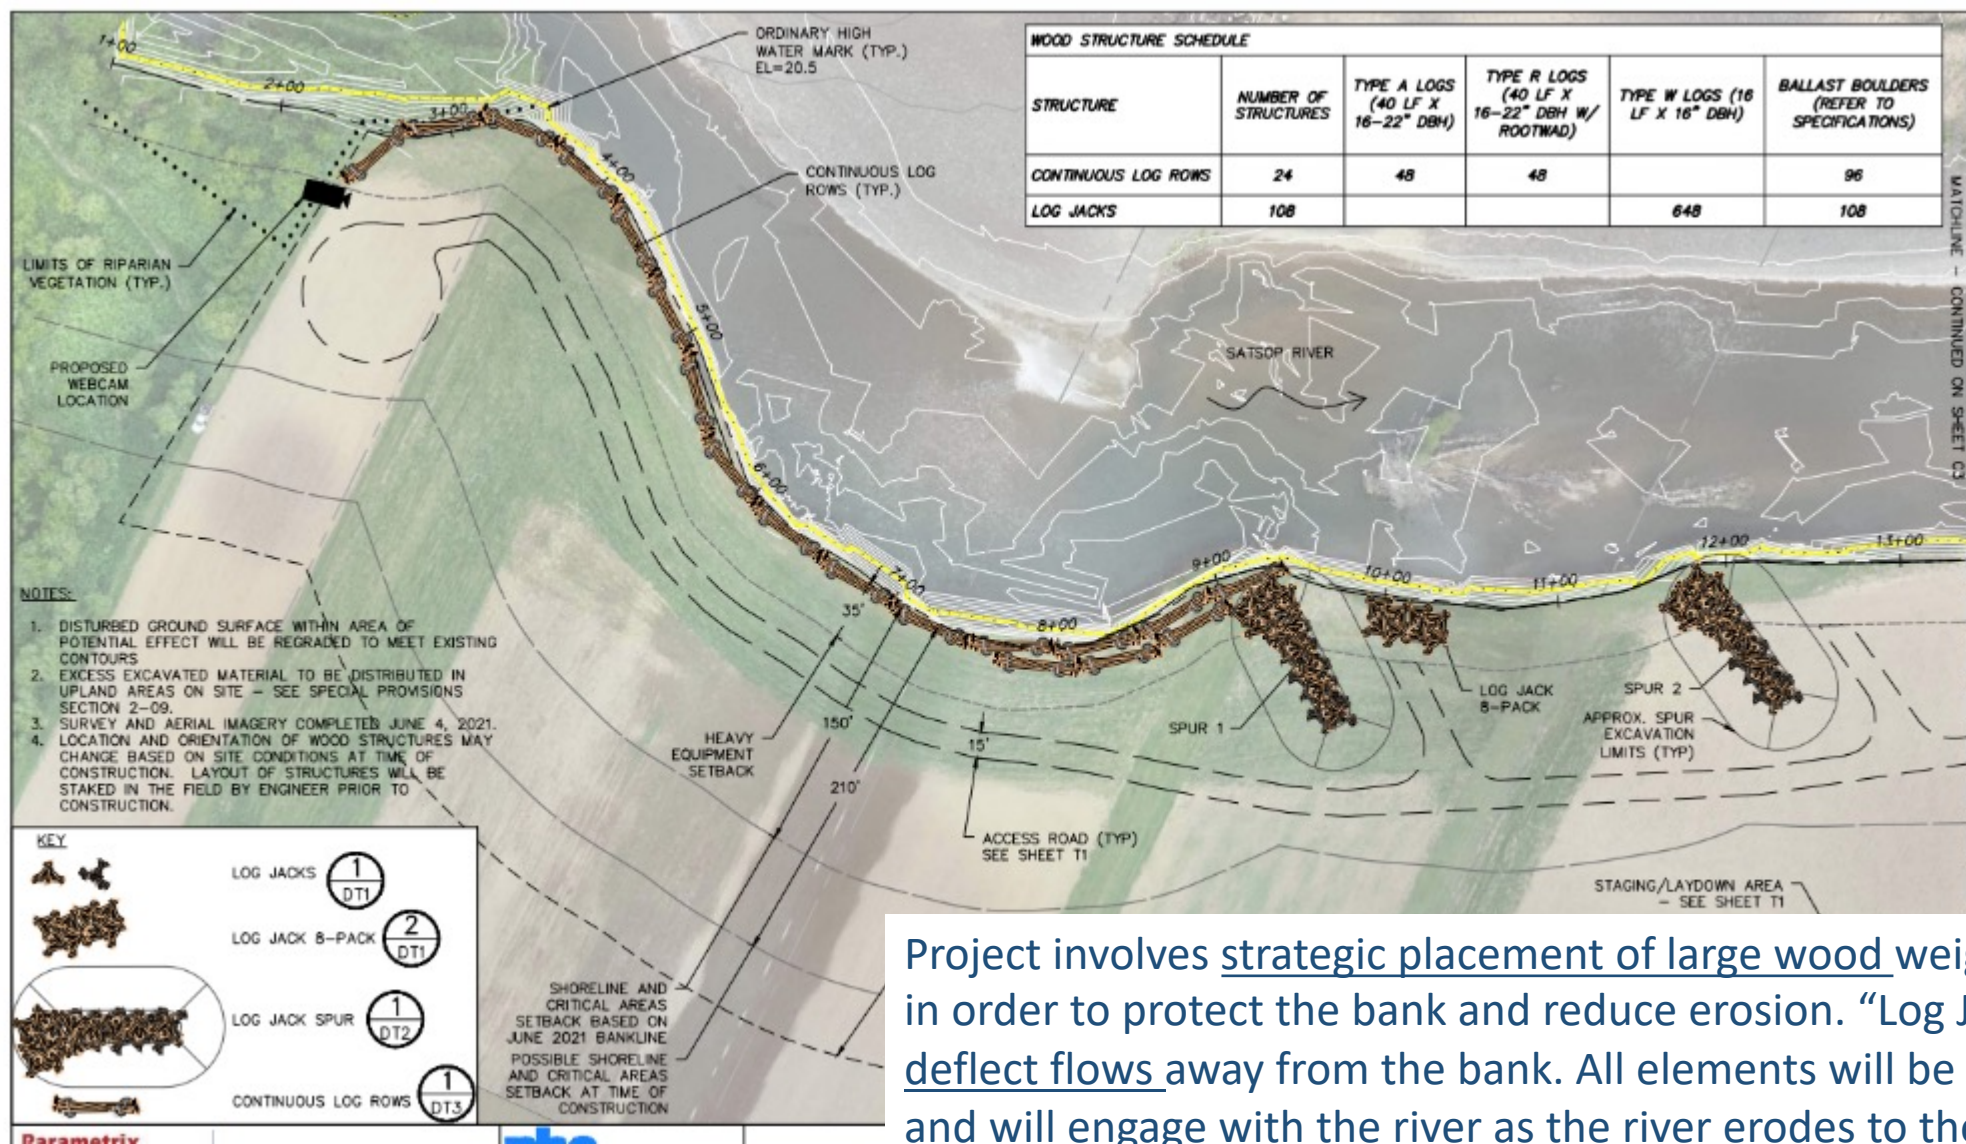 1+00
2+00
3+00
4+00
5+00
6+00
7+00
8+00
9+00
10+00
11+00
12+00
13+00
ORDINARY HIGH
WATER MARK (TYP.)
EL=20.5
CONTINUOUS LOG
ROWS (TYP.)
WOOD STRUCTURE SCHEDULE
STRUCTURE
NUMBER OF
STRUCTURES
TYPE A LOGS
(40 LF X
16-22" DBH)
TYPE R LOGS
(40 LF X
16-22" DBH W/
ROOTWAD)
TYPE W LOGS (16
LF X 16" DBH)
BALLAST BOULDERS
(REFER TO
SPECIFICATIONS)
CONTINUOUS LOG ROWS 24 48 48 96
LOG JACKS 108 648 108
MATCHLINE - CONTINUED ON SHEET C3
LIMITS OF RIPARIAN
VEGETATION (TYP.)
PROPOSED
WEBCAM
LOCATION
SATSOP RIVER
NOTES:
1. DISTURBED GROUND SURFACE WITHIN AREA OF
POTENTIAL EFFECT WILL BE REGRADED TO MEET EXISTING
CONTOURS
2. EXCESS EXCAVATED MATERIAL TO BE DISTRIBUTED IN
UPLAND AREAS ON SITE - SEE SPECIAL PROVISIONS
SECTION 2-09.
3. SURVEY AND AERIAL IMAGERY COMPLETED JUNE 4, 2021.
4. LOCATION AND ORIENTATION OF WOOD STRUCTURES MAY
CHANGE BASED ON SITE CONDITIONS AT TIME OF
CONSTRUCTION. LAYOUT OF STRUCTURES WILL BE
STAKED IN THE FIELD BY ENGINEER PRIOR TO
CONSTRUCTION.
35'
150'
210'
15'
HEAVY
EQUIPMENT
SETBACK
SPUR 1
LOG JACK
8-PACK
SPUR 2
APPROX. SPUR
EXCAVATION
LIMITS (TYP)
ACCESS ROAD (TYP)
SEE SHEET T1
STAGING/LAYDOWN AREA
- SEE SHEET T1
KEY
LOG JACKS 1
DT1
LOG JACK 8-PACK 2
DT1
LOG JACK SPUR 1
DT2
CONTINUOUS LOG ROWS 1
DT3
SHORELINE AND
CRITICAL AREAS
SETBACK BASED ON
JUNE 2021 BANKLINE
POSSIBLE SHORELINE
AND CRITICAL AREAS
SETBACK AT TIME OF
CONSTRUCTION
Project involves strategic placement of large wood wei
in order to protect the bank and reduce erosion. “Log J
deflect flows away from the bank. All elements will be
and will engage with the river as the river erodes to the
Parametrix